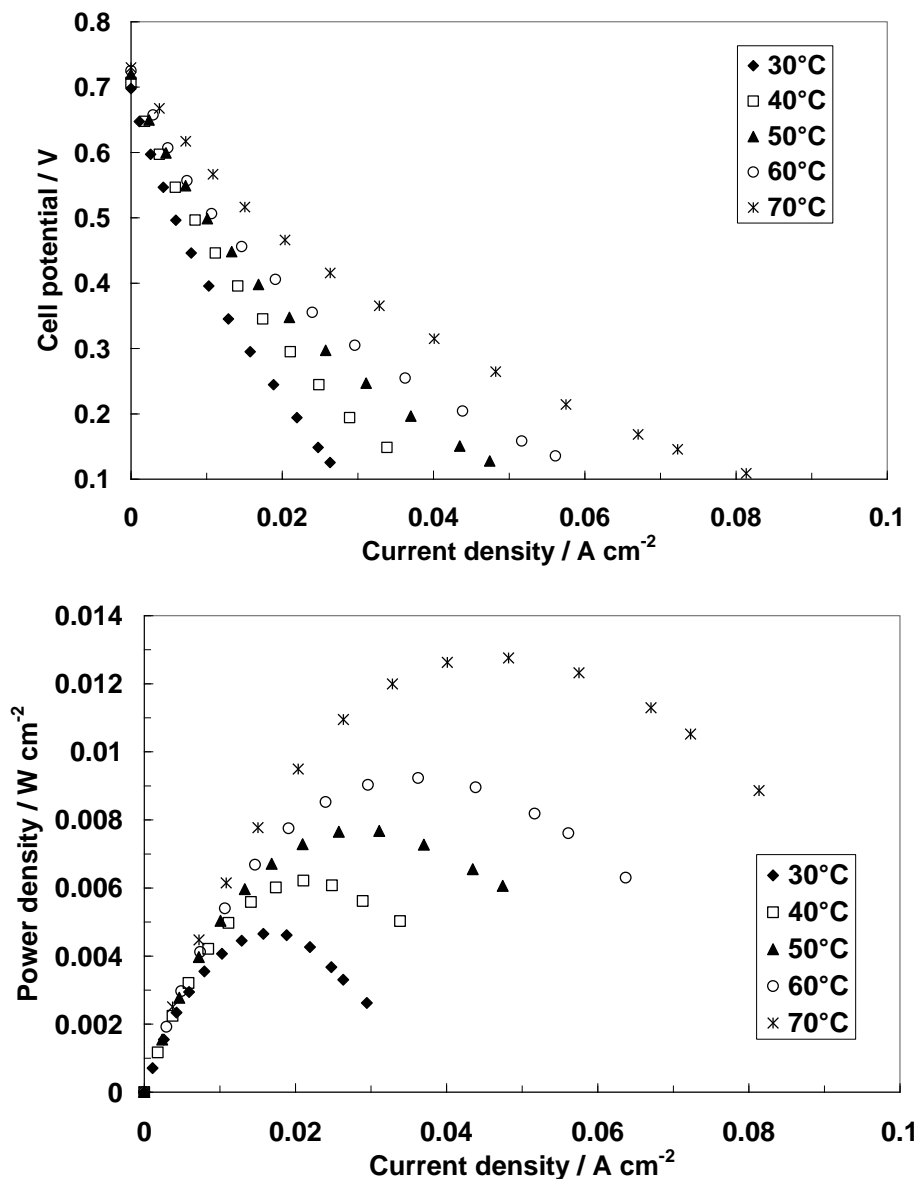 0.8
0.7
0.6
0.5
0.4
0.3
0.2
0.1
Cell potential / V
30°C
40°C
50°C
60°C
70°C
0 0.02 0.04 0.06 0.08 0.1
Current density / A cm⁻²
0.014
0.012
0.01
0.008
0.006
0.004
0.002
0
Power density / W cm⁻²
30°C
40°C
50°C
60°C
70°C
0 0.02 0.04 0.06 0.08 0.1
Current density / A cm⁻²